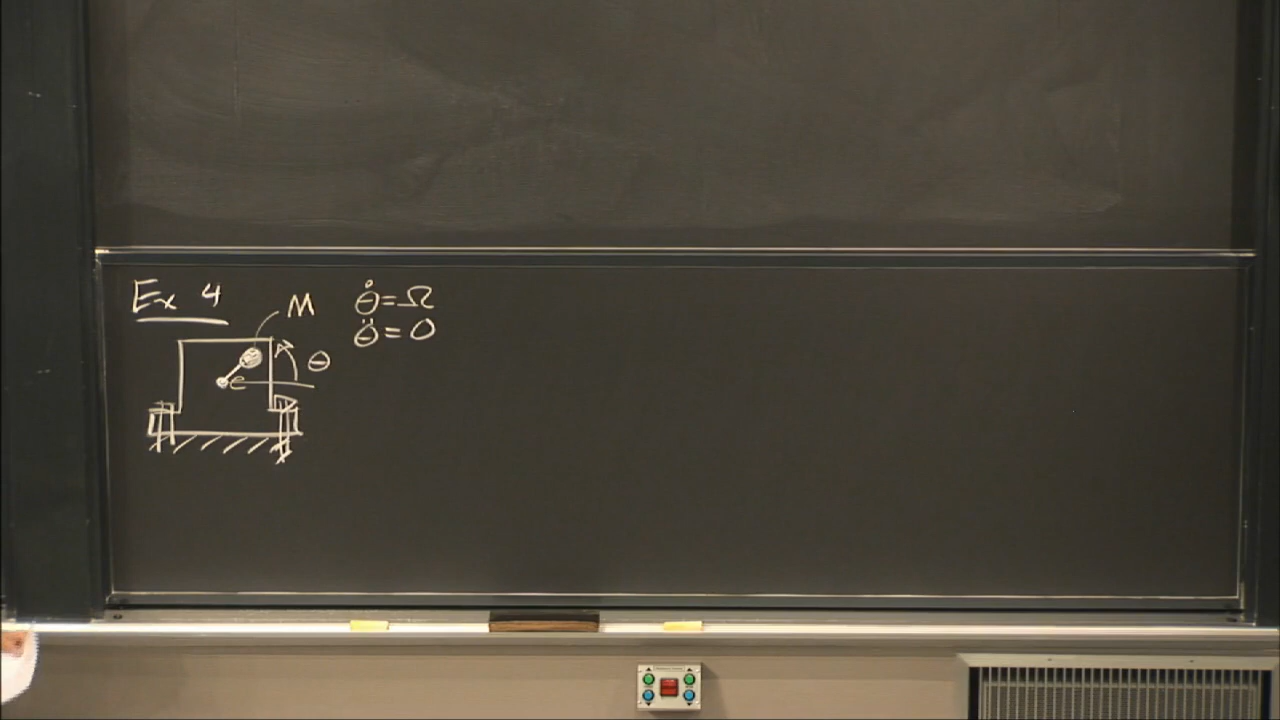 Ex 4
M
θ̇ = Ω
θ̈ = 0
θ
e